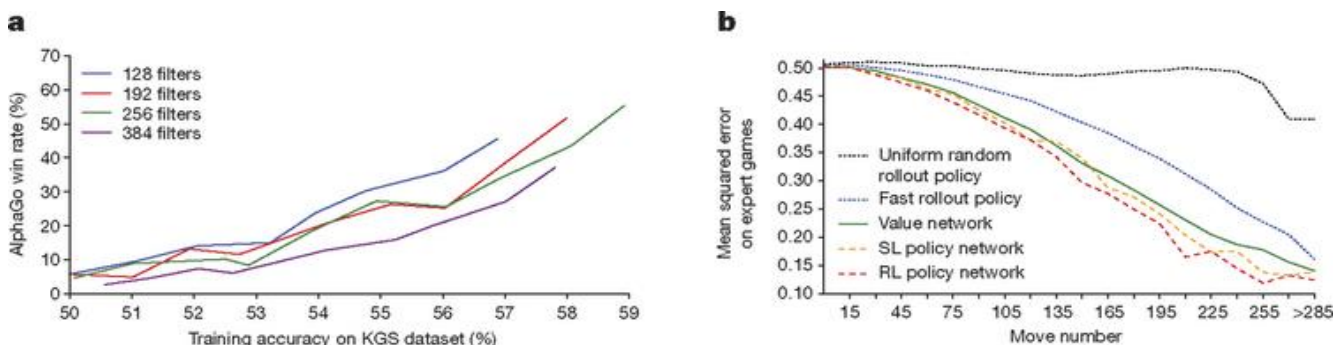 a
b
70
60
50
40
30
20
10
0
AlphaGo win rate (%)
128 filters
192 filters
256 filters
384 filters
50 51 52 53 54 55 56 57 58 59
Training accuracy on KGS dataset (%)
0.50
0.45
0.40
0.35
0.30
0.25
0.20
0.15
0.10
Mean squared error
on expert games
Uniform random
rollout policy
Fast rollout policy
Value network
SL policy network
RL policy network
15 45 75 105 135 165 195 225 255 >285
Move number